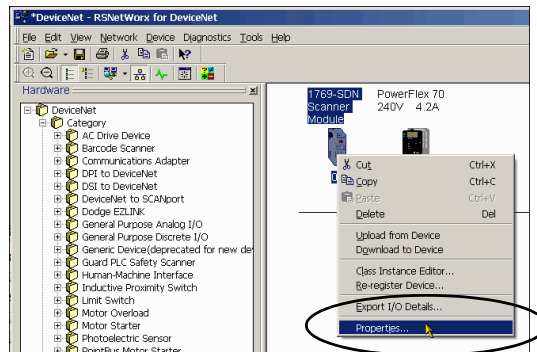 *DeviceNet - RSNetWorx for DeviceNet
File Edit View Network Device Diagnostics Tools Help
Hardware
DeviceNet
Category
AC Drive Device
Barcode Scanner
Communications Adapter
DPI to DeviceNet
DSI to DeviceNet
DeviceNet to SCANport
Dodge EZLINK
General Purpose Analog I/O
General Purpose Discrete I/O
Generic Device(deprecated for new de
Guard PLC Safety Scanner
Human-Machine Interface
Inductive Proximity Switch
Limit Switch
Motor Overload
Motor Starter
Photoelectric Sensor
PointBus Motor Starter
1769-SDN
Scanner
Module
PowerFlex 70
240V 4.2A
Cut Ctrl+X
Copy Ctrl+C
Paste Ctrl+V
Delete Del
Upload from Device
Download to Device
Class Instance Editor...
Re-register Device...
Export I/O Details...
Properties...